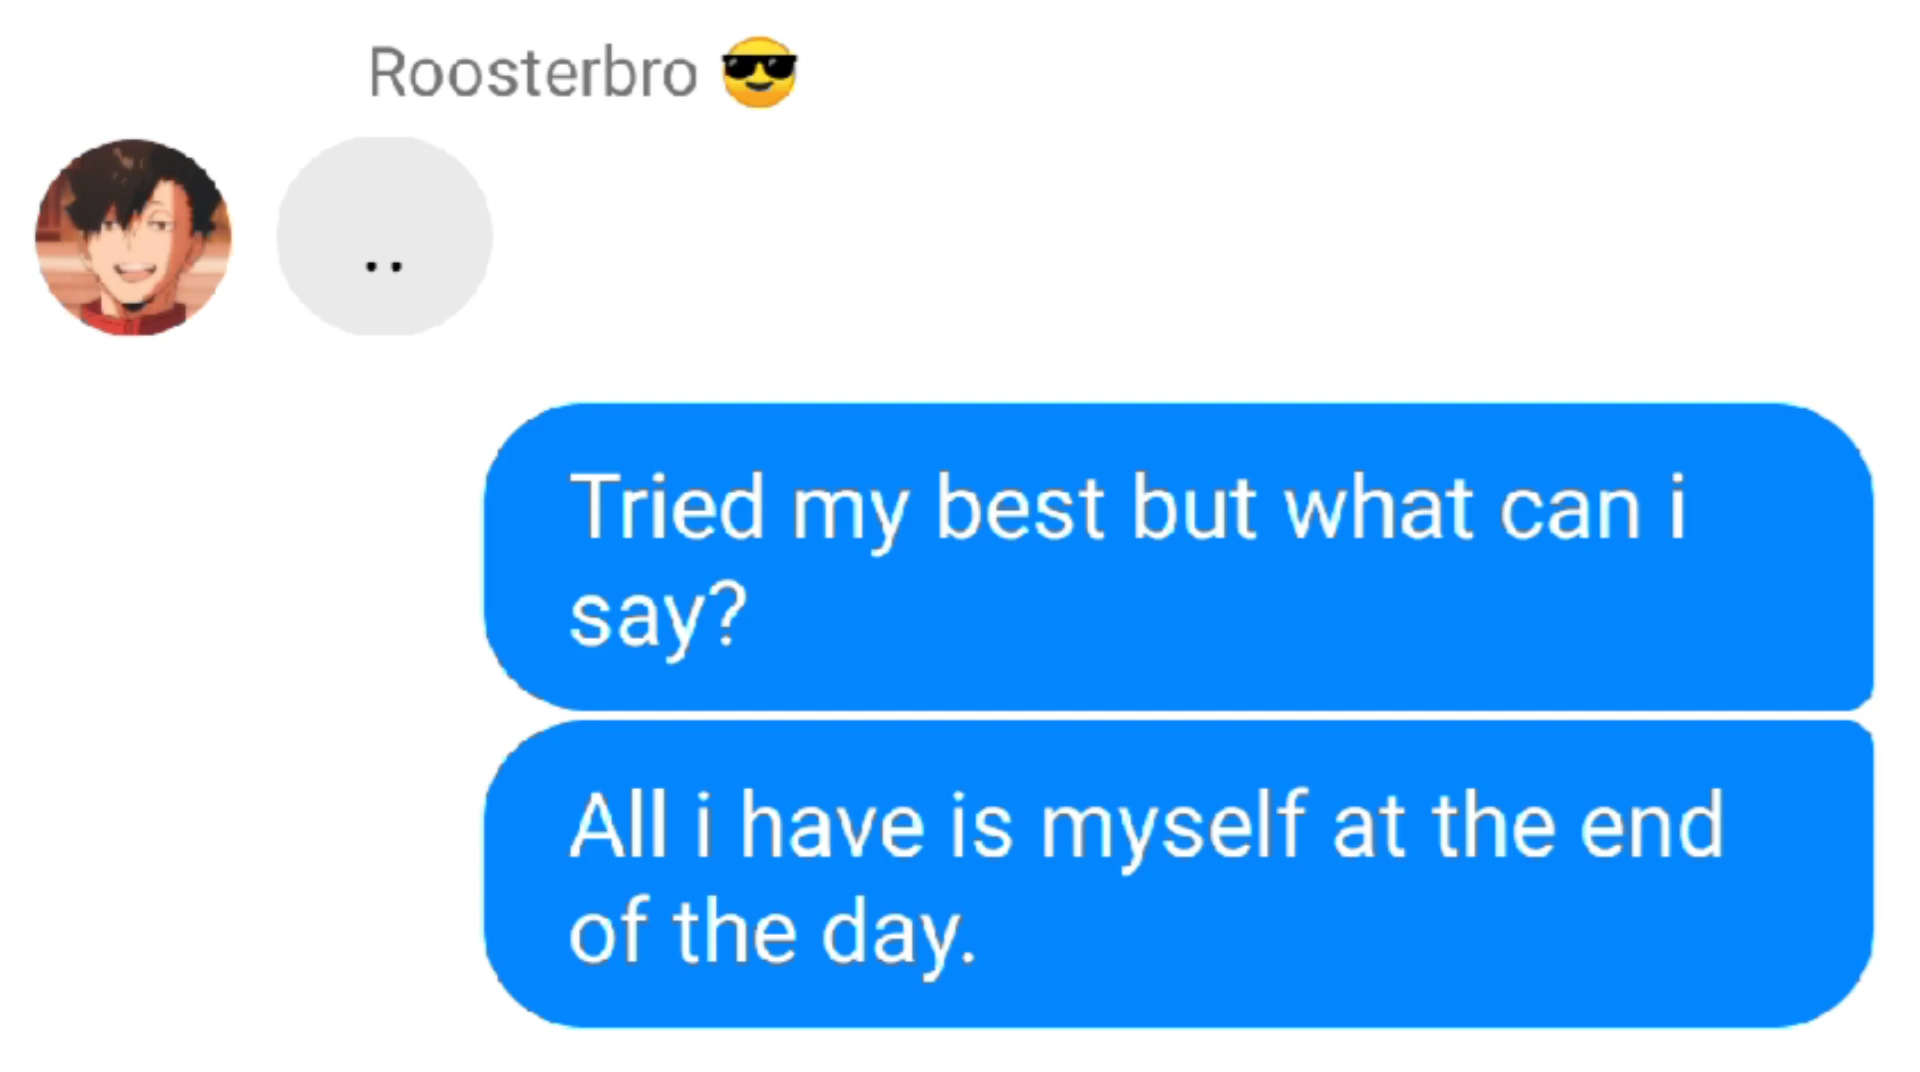 Roosterbro 😎
..
Tried my best but what can i
say?
All i have is myself at the end
of the day.